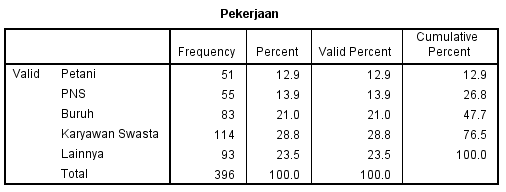 Pekerjaan
Frequency Percent Valid Percent Cumulative Percent
Valid Petani 51 12.9 12.9 12.9
PNS 55 13.9 13.9 26.8
Buruh 83 21.0 21.0 47.7
Karyawan Swasta 114 28.8 28.8 76.5
Lainnya 93 23.5 23.5 100.0
Total 396 100.0 100.0